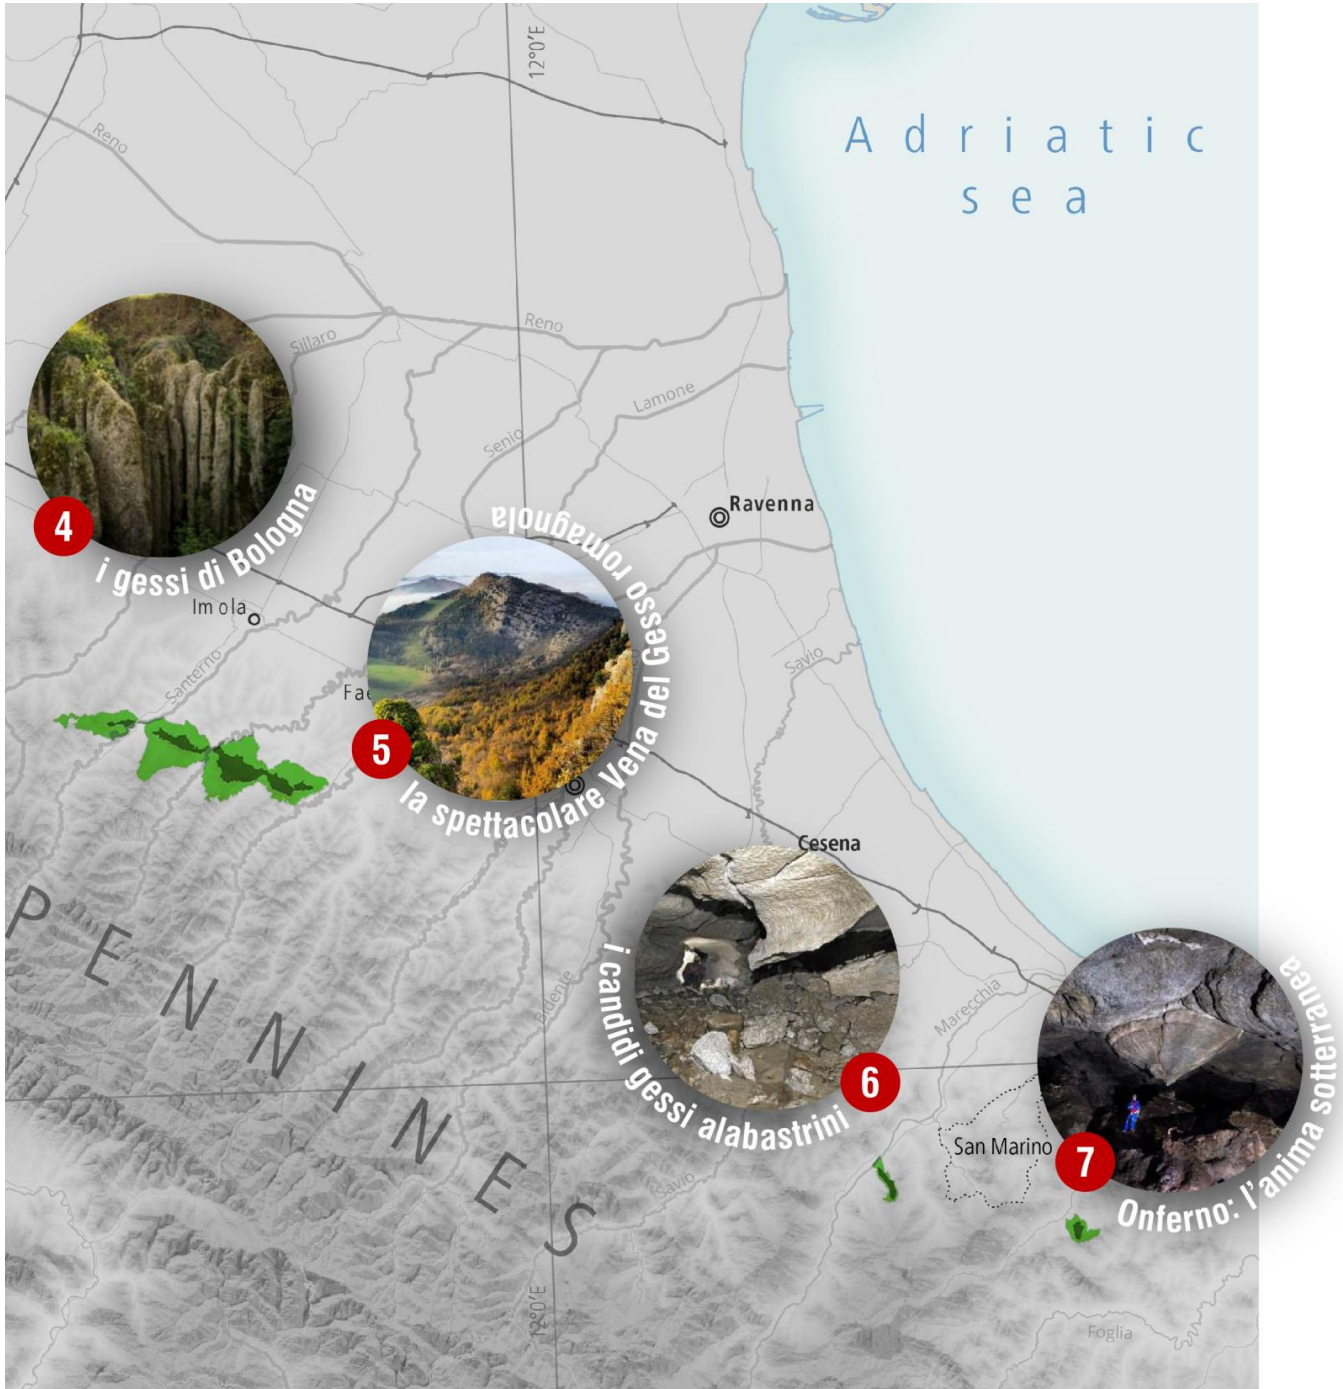 12°0'E
Adriatic
sea
Reno
Reno
Sillaro
Lamone
Senio
Ravenna
4
i gessi di Bologna
Imola
Santerno
Savio
5
la spettacolare Vena del Gesso romagnola
Cesena
PENNINES
Marecchia
6
i candidi gessi alabastrini
San Marino
7
Onferno: l'anima sotterranea
Savio
12°0'E
Foglia